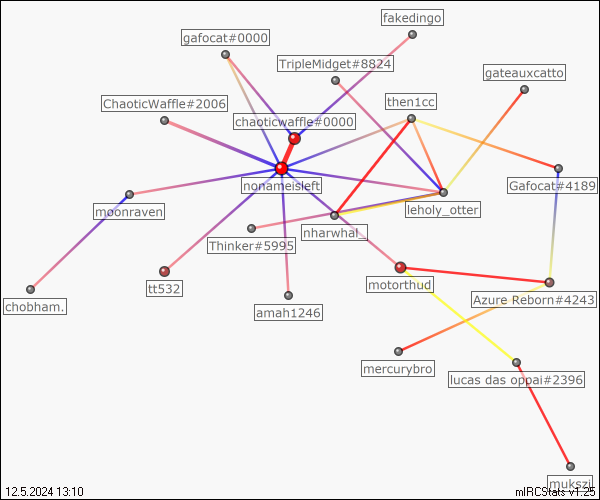 fakedingo
gafocat#0000
TripleMidget#8824
gateauxcatto
ChaoticWaffle#2006
then1cc
chaoticwaffle#0000
nonameisleft
Gafocat#4189
moonraven
leholy_otter
nharwhal_
Thinker#5995
motorthud
tt532
Azure Reborn#4243
chobham.
amah1246
mercurybro
lucas das oppai#2396
mukszi
12.5.2024 13:10
mIRCStats v1.25